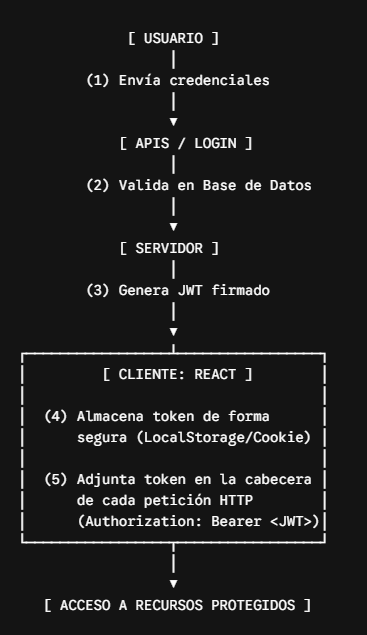 [ USUARIO ]
(1) Envía credenciales
[ APIS / LOGIN ]
(2) Valida en Base de Datos
[ SERVIDOR ]
(3) Genera JWT firmado
[ CLIENTE: REACT ]
(4) Almacena token de forma
segura (LocalStorage/Cookie)
(5) Adjunta token en la cabecera
de cada petición HTTP
(Authorization: Bearer <JWT>)
[ ACCESO A RECURSOS PROTEGIDOS ]